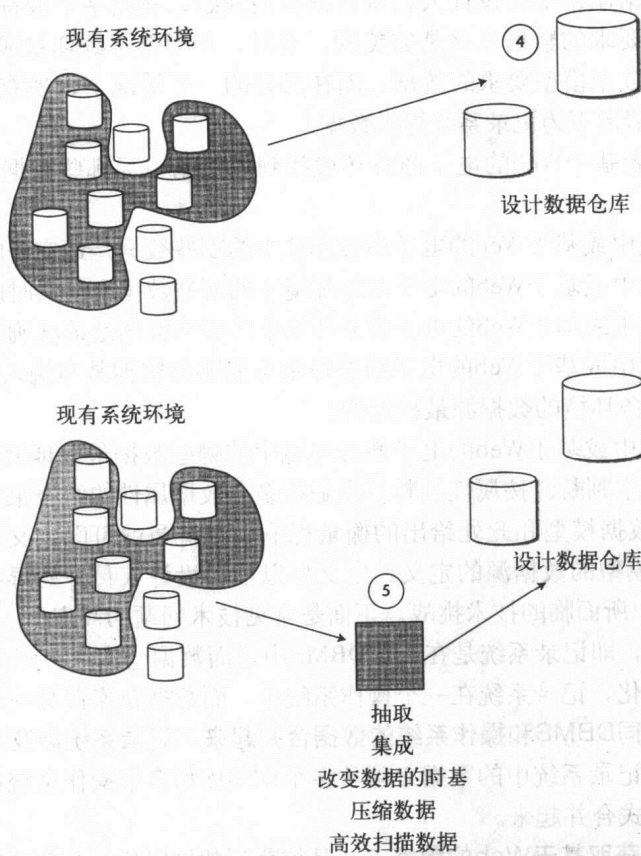 现有系统环境
④
设计数据仓库
现有系统环境
设计数据仓库
⑤
抽取
集成
改变数据的时基
压缩数据
高效扫描数据